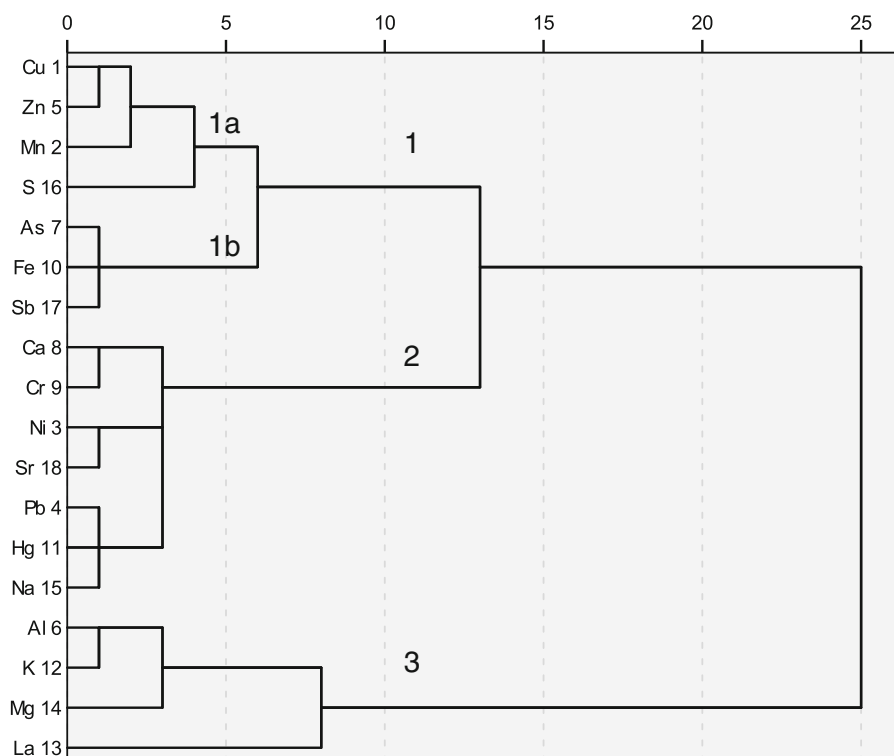 0 5 10 15 20 25
Cu 1
Zn 5
1a
1
Mn 2
S 16
As 7
1b
Fe 10
Sb 17
Ca 8
2
Cr 9
Ni 3
Sr 18
Pb 4
Hg 11
Na 15
Al 6
3
K 12
Mg 14
La 13